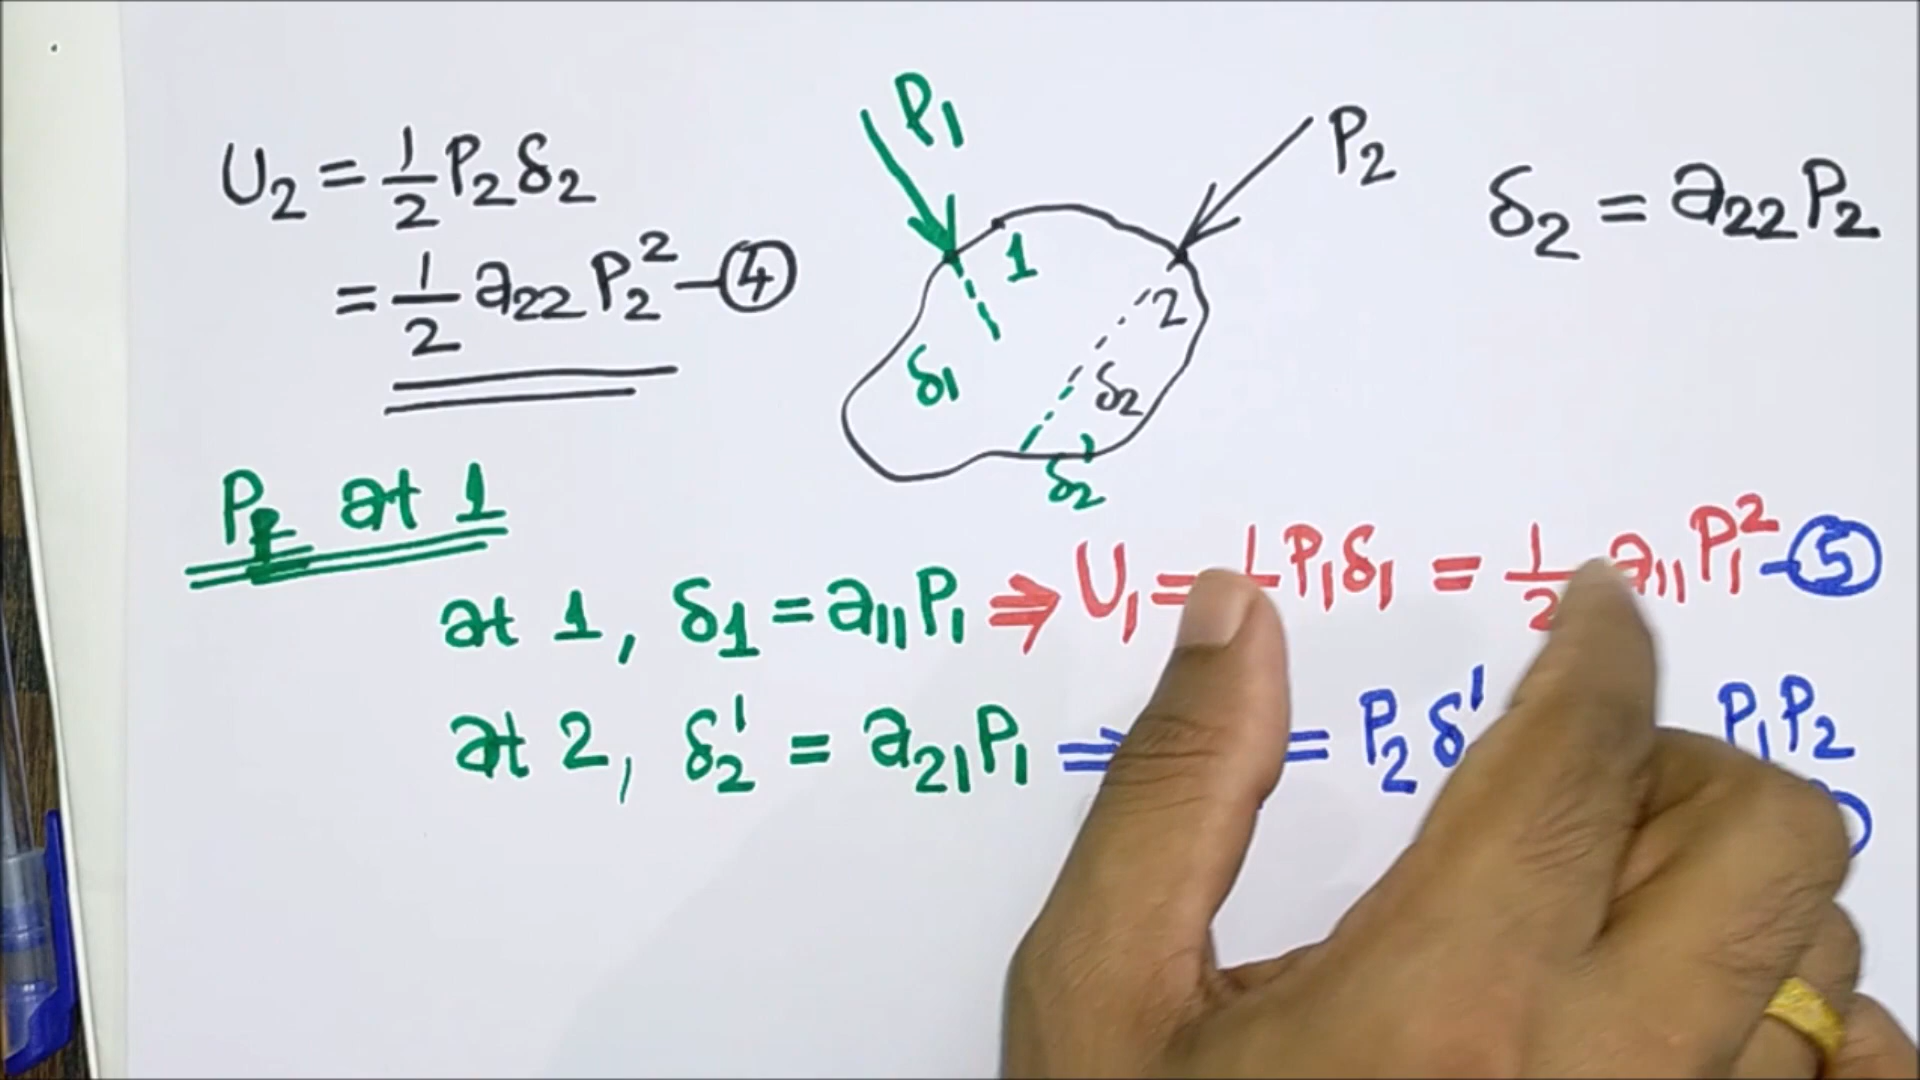 U₂ = 1/2 P₂ δ₂
= 1/2 a₂₂ P₂² - ④
P₁
P₂
δ₂ = a₂₂ P₂
1
2
δ₁
δ₂
δ₂'
P₁ at 1
at 1, δ₁ = a₁₁ P₁ ⇒ U₁ = P₁ δ₁ = 1/2 a₁₁ P₁² - ⑤
at 2, δ₂' = a₂₁ P₁ ⇒ = P₂ δ' P₁ P₂